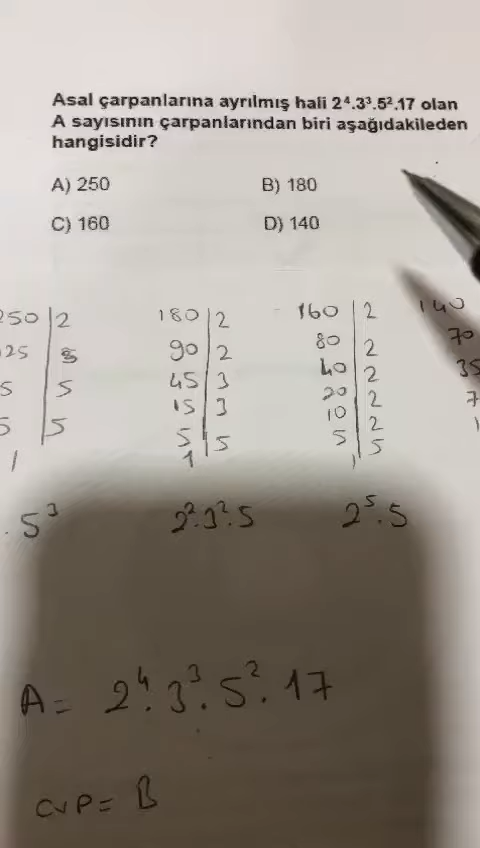 Asal çarpanlarına ayrılmış hali 2⁴.3³.5².17 olan
A sayısının çarpanlarından biri aşağıdakileden
hangisidir?
A) 250 B) 180
C) 160 D) 140
250 | 2
125 | 5
5 | 5
5 | 5
1
. 5³
180 | 2
90 | 2
45 | 3
15 | 3
5 | 5
1
2².3².5
160 | 2
80 | 2
40 | 2
20 | 2
10 | 2
5 | 5
1
2⁵.5
140
70
35
7
1
A = 2⁴.3³.5².17
CVP = B